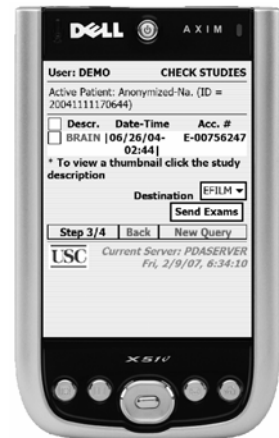 DELL AXIM
User: DEMO CHECK STUDIES
Active Patient: Anonymized-Na. (ID =
20041111170644)
Descr. Date-Time Acc. #
BRAIN |06/26/04- E-00756247
02:44|
* To view a thumbnail click the study
description
Destination EFILM
Send Exams
Step 3/4 Back New Query
USC Current Server: PDASERVER
Fri, 2/9/07, 6:34:10
X51v